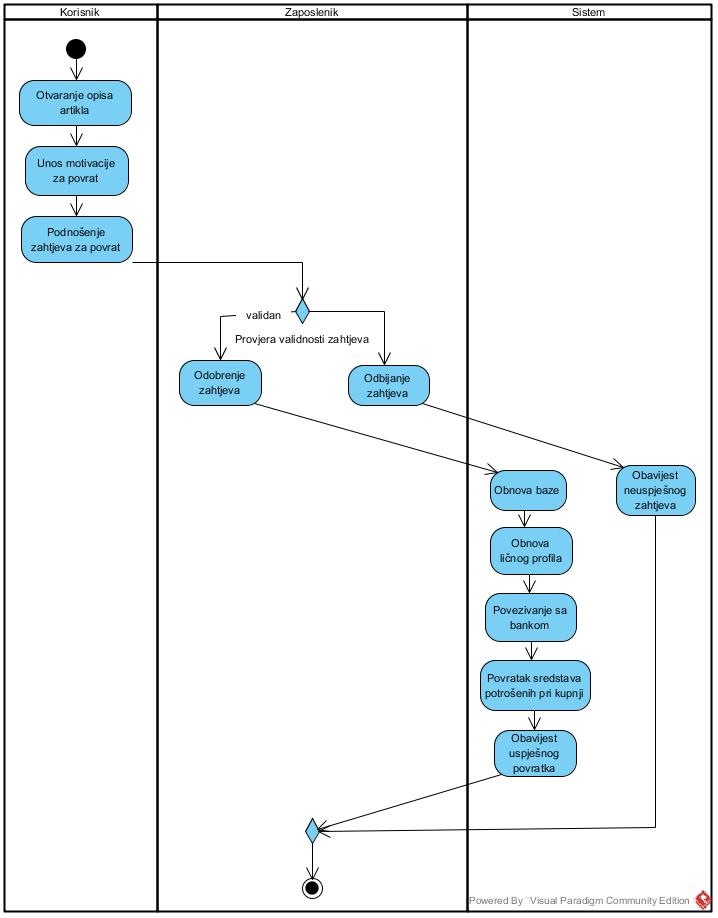 Korisnik
Zaposlenik
Sistem
Otvaranje opisa
artikla
Unos motivacije
za povrat
Podnošenje
zahtjeva za povrat
validan
Provjera validnosti zahtjeva
Odobrenje
zahtjeva
Odbijanje
zahtjeva
Obnova baze
Obavijest
neuspješnog
zahtjeva
Obnova
ličnog profila
Povezivanje sa
bankom
Povratak sredstava
potrošenih pri kupnji
Obavijest
uspješnog
povratka
Powered By Visual Paradigm Community Edition